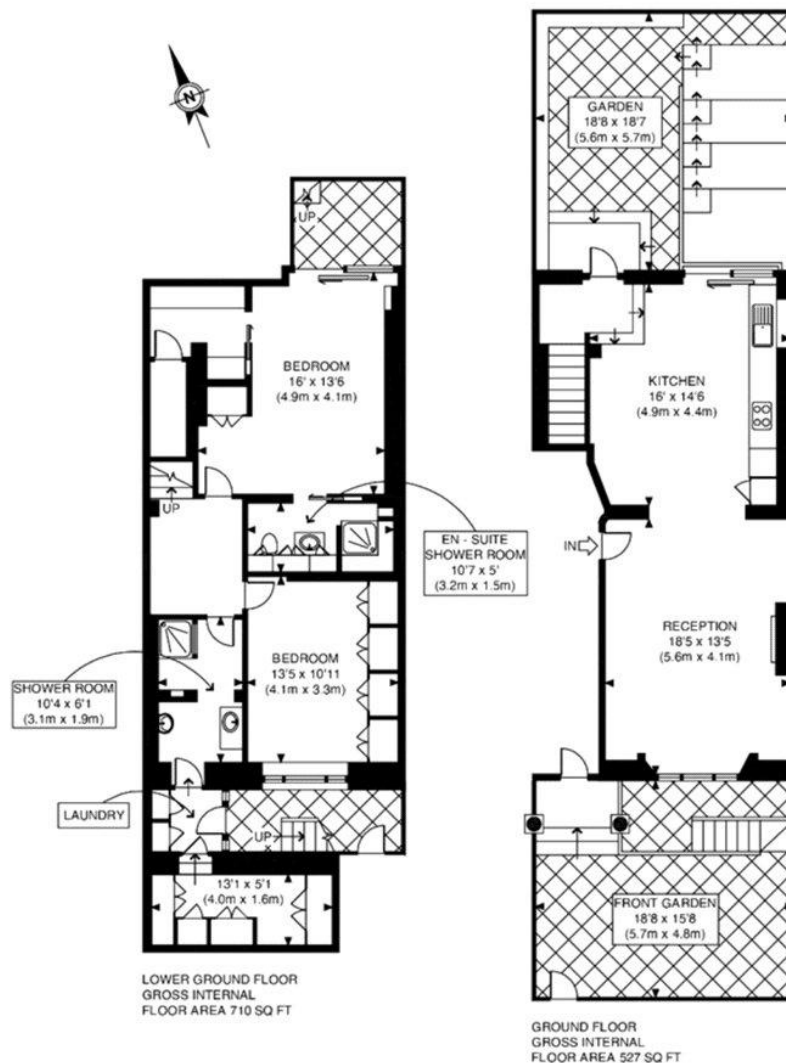 N
UP
BEDROOM
16' x 13'6
(4.9m x 4.1m)
UP
EN - SUITE
SHOWER ROOM
10'7 x 5'
(3.2m x 1.5m)
BEDROOM
13'5 x 10'11
(4.1m x 3.3m)
SHOWER ROOM
10'4 x 6'1
(3.1m x 1.9m)
LAUNDRY
UP
13'1 x 5'1
(4.0m x 1.6m)
LOWER GROUND FLOOR
GROSS INTERNAL
FLOOR AREA 710 SQ FT
GARDEN
18'8 x 18'7
(5.6m x 5.7m)
KITCHEN
16' x 14'6
(4.9m x 4.4m)
IN
RECEPTION
18'5 x 13'5
(5.6m x 4.1m)
FRONT GARDEN
18'8 x 15'8
(5.7m x 4.8m)
GROUND FLOOR
GROSS INTERNAL
FLOOR AREA 527 SQ FT